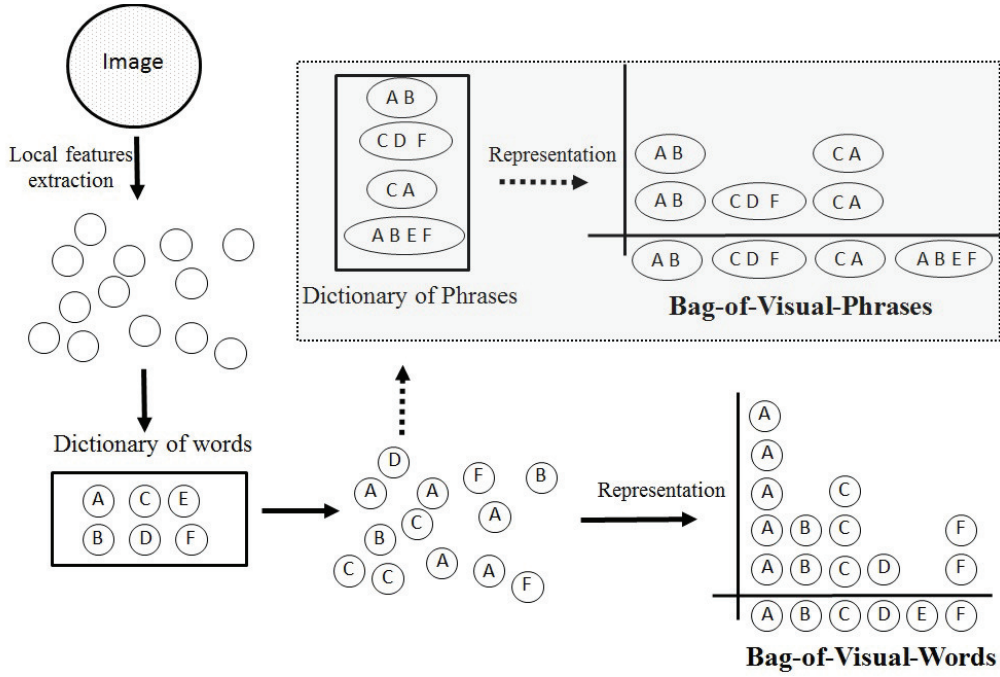 Image
Local features
extraction
Dictionary of words
A C E
B D F
A B
C D F
C A
A B E F
Dictionary of Phrases
Representation
A B C A
A B C D F C A
A B C D F C A A B E F
Bag-of-Visual-Phrases
D
F B
A A
A
C
B
A
C C A
F
Representation
A
A
A C
A B C F
A B C D F
A B C D E F
Bag-of-Visual-Words